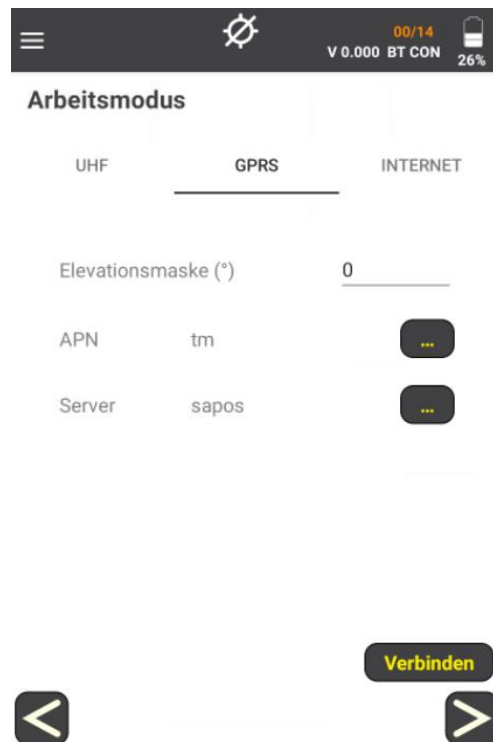 00/14
V 0.000 BT CON
26%
Arbeitsmodus
UHF GPRS INTERNET
Elevationsmaske (°) 0
APN tm ...
Server sapos ...
Verbinden
< >